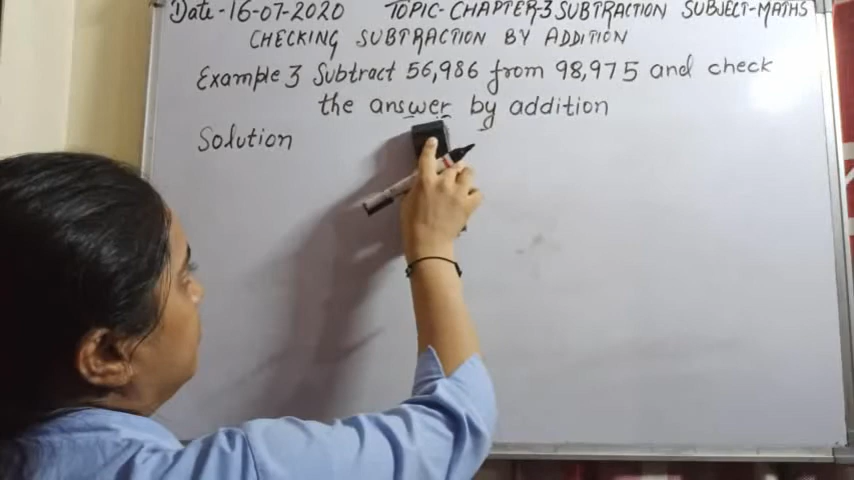 Date-16-07-2020 TOPIC-CHAPTER-3 SUBTRACTION SUBJECT-MATHS
CHECKING SUBTRACTION BY ADDITION
Example 3 Subtract 56,986 from 98,975 and check
the answer by addition
Solution